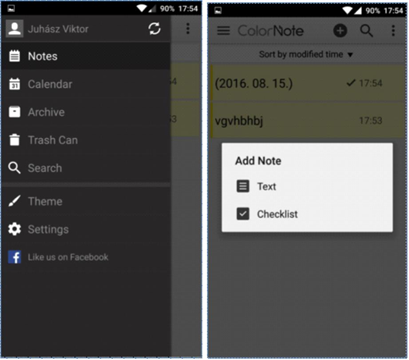 90% 17:54
Juhász Viktor
Notes
Calendar
31
Archive
Trash Can
Search
Theme
Settings
Like us on Facebook
90% 17:54
ColorNote
Sort by modified time
(2016. 08. 15.) 17:54
vgvhbhbj 17:53
Add Note
Text
Checklist